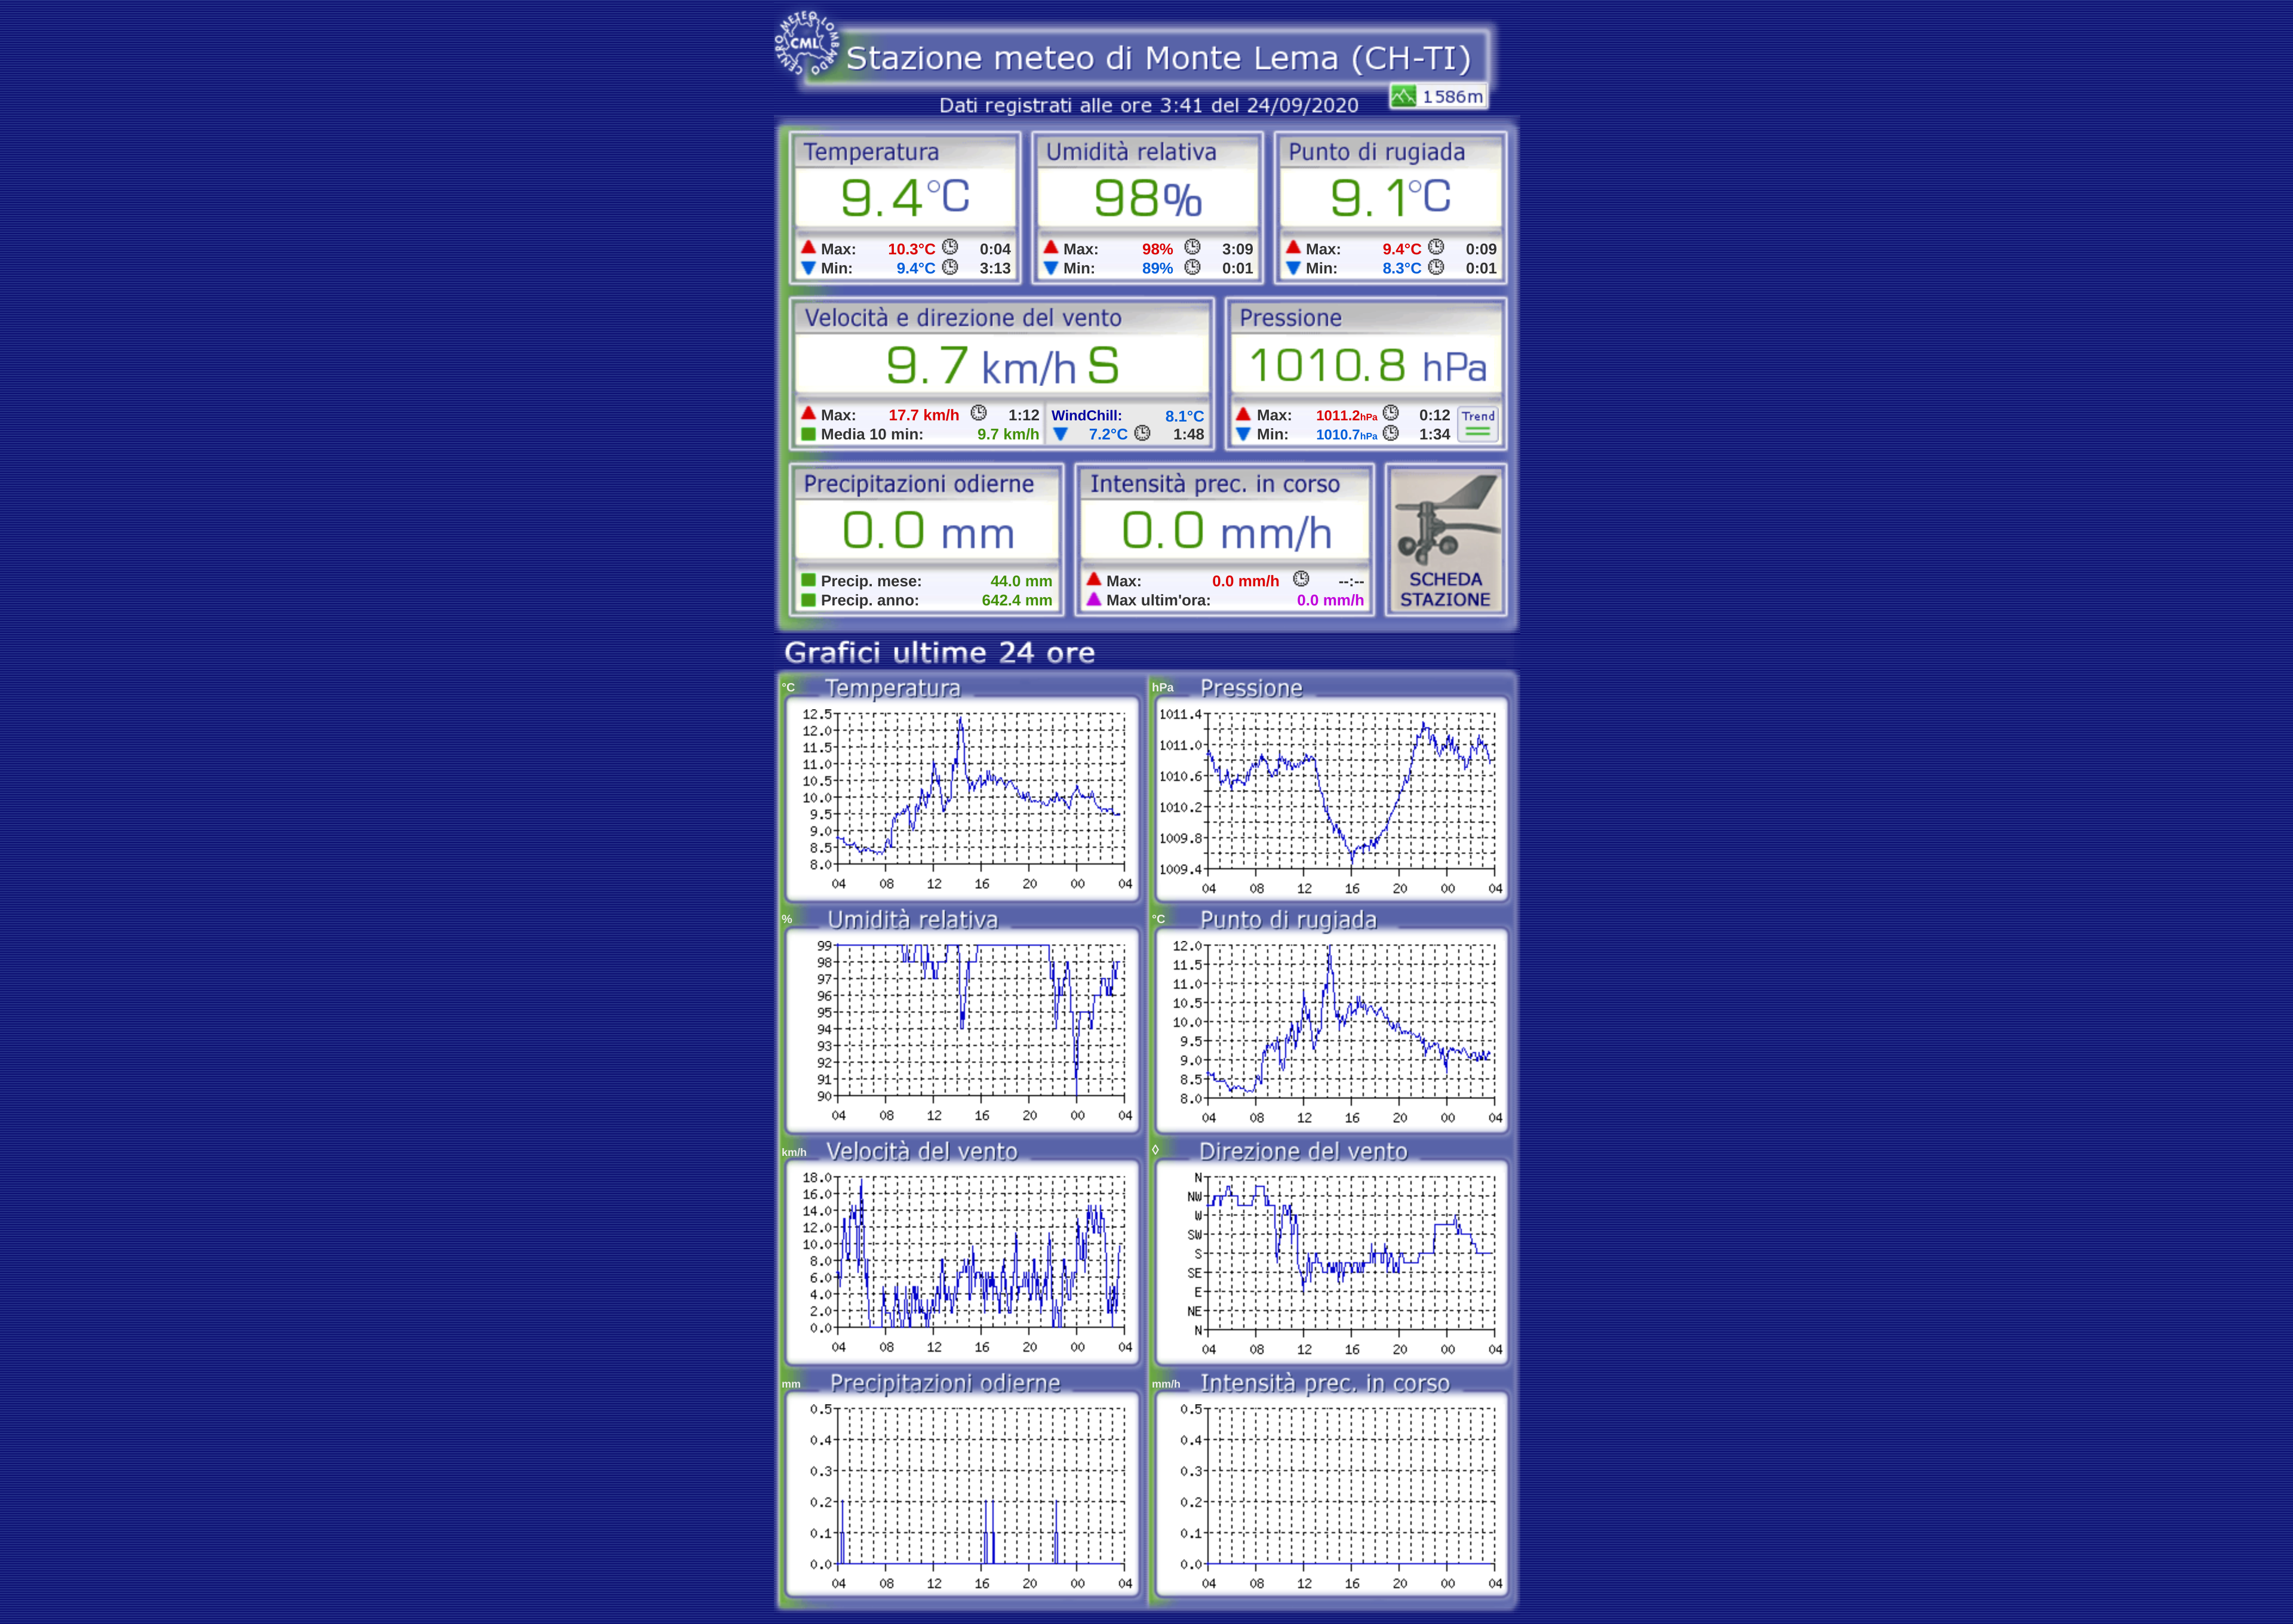 CENTRO METEO LOMBARDO
CML
Stazione meteo di Monte Lema (CH-TI)
1586m
Dati registrati alle ore 3:41 del 24/09/2020
Temperatura Umidità relativa Punto di rugiada
9.4°C 98% 9.1°C
Max: 10.3°C 0:04 Max: 98% 3:09 Max: 9.4°C 0:09
Min: 9.4°C 3:13 Min: 89% 0:01 Min: 8.3°C 0:01
Velocità e direzione del vento Pressione
9.7 km/h S 1010.8 hPa
Max: 17.7 km/h 1:12 WindChill: 8.1°C Max: 1011.2hPa 0:12 Trend
Media 10 min: 9.7 km/h 7.2°C 1:48 Min: 1010.7hPa 1:34
Precipitazioni odierne Intensità prec. in corso
0.0 mm 0.0 mm/h
Precip. mese: 44.0 mm Max: 0.0 mm/h --:-- SCHEDA
Precip. anno: 642.4 mm Max ultim'ora: 0.0 mm/h STAZIONE
Grafici ultime 24 ore
°C Temperatura
12.5
12.0
11.5
11.0
10.5
10.0
9.5
9.0
8.5
8.0
04 08 12 16 20 00 04
hPa Pressione
1011.4
1011.0
1010.6
1010.2
1009.8
1009.4
04 08 12 16 20 00 04
% Umidità relativa
99
98
97
96
95
94
93
92
91
90
04 08 12 16 20 00 04
°C Punto di rugiada
12.0
11.5
11.0
10.5
10.0
9.5
9.0
8.5
8.0
04 08 12 16 20 00 04
km/h Velocità del vento
18.0
16.0
14.0
12.0
10.0
8.0
6.0
4.0
2.0
0.0
04 08 12 16 20 00 04
◊ Direzione del vento
N
NW
W
SW
S
SE
E
NE
N
04 08 12 16 20 00 04
mm Precipitazioni odierne
0.5
0.4
0.3
0.2
0.1
0.0
04 08 12 16 20 00 04
mm/h Intensità prec. in corso
0.5
0.4
0.3
0.2
0.1
0.0
04 08 12 16 20 00 04